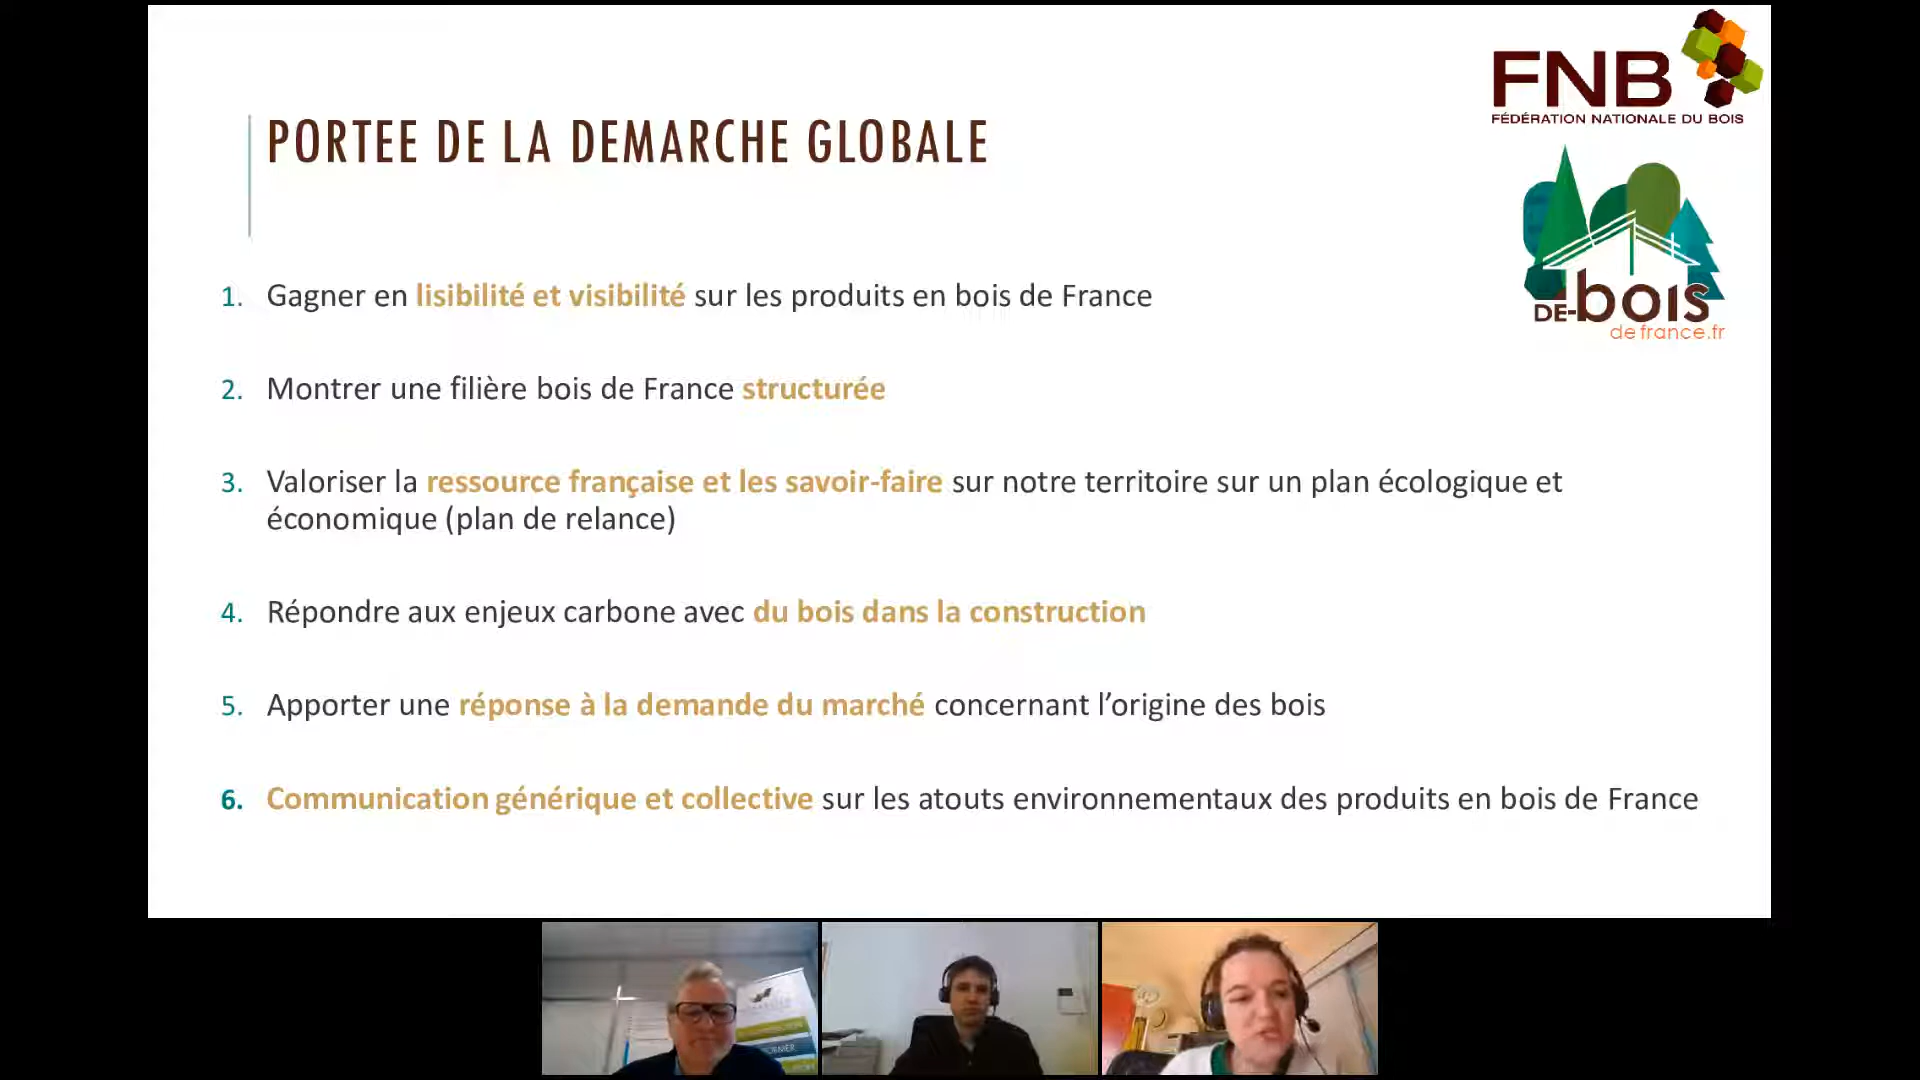 FNB
FÉDÉRATION NATIONALE DU BOIS
PORTEE DE LA DEMARCHE GLOBALE
DE-bois
de france.fr
1. Gagner en lisibilité et visibilité sur les produits en bois de France
2. Montrer une filière bois de France structurée
3. Valoriser la ressource française et les savoir-faire sur notre territoire sur un plan écologique et
économique (plan de relance)
4. Répondre aux enjeux carbone avec du bois dans la construction
5. Apporter une réponse à la demande du marché concernant l’origine des bois
6. Communication générique et collective sur les atouts environnementaux des produits en bois de France